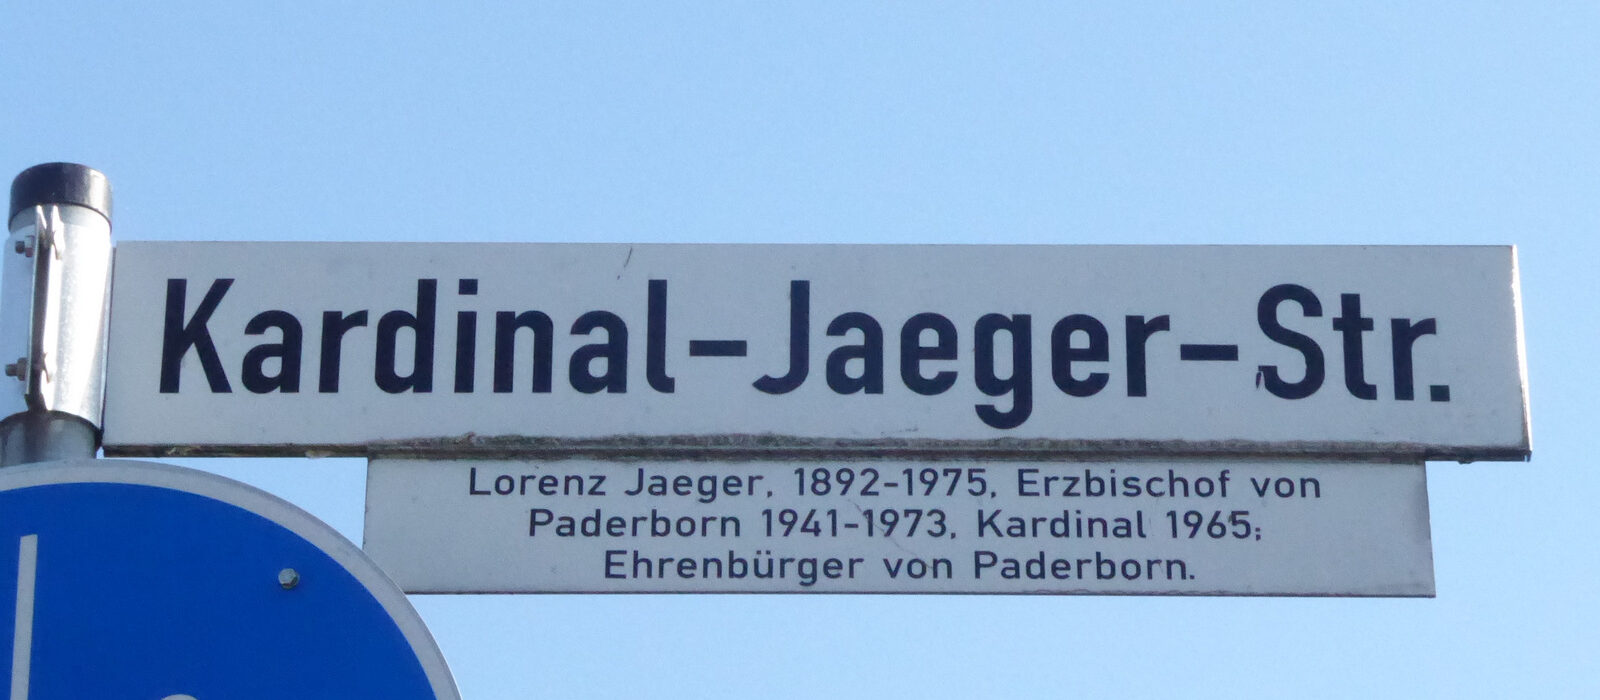 Kardinal-Jaeger-Str.
Lorenz Jaeger, 1892-1975, Erzbischof von
Paderborn 1941-1973, Kardinal 1965;
Ehrenbürger von Paderborn.